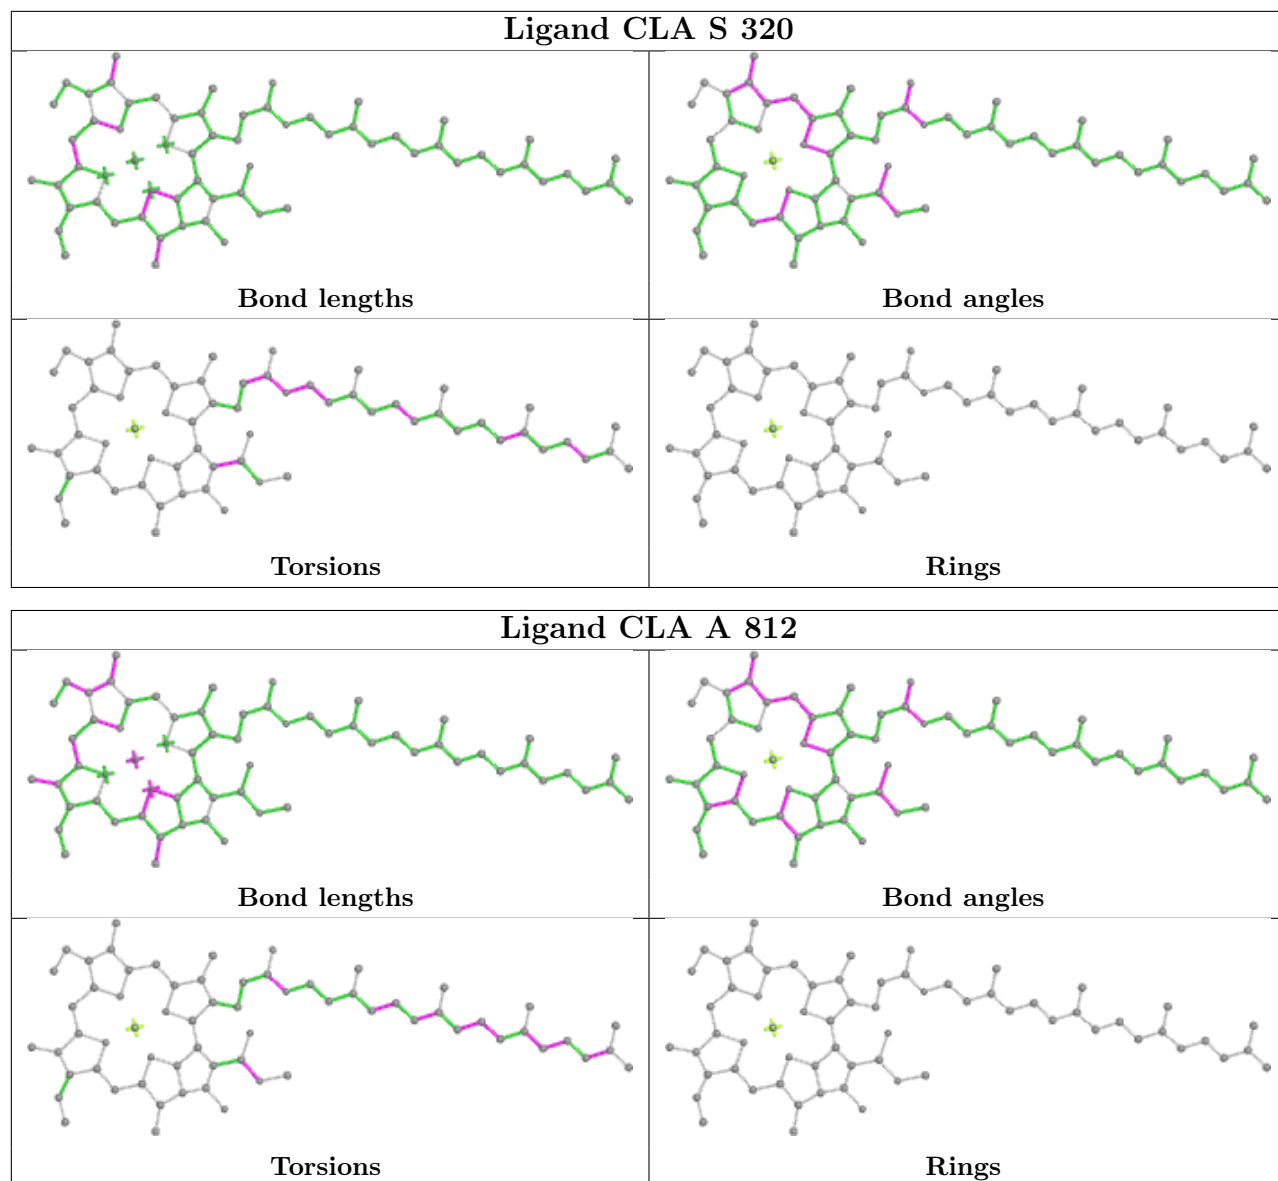 Ligand CLA S 320
Bond lengths
Bond angles
Torsions
Rings
Ligand CLA A 812
Bond lengths
Bond angles
Torsions
Rings